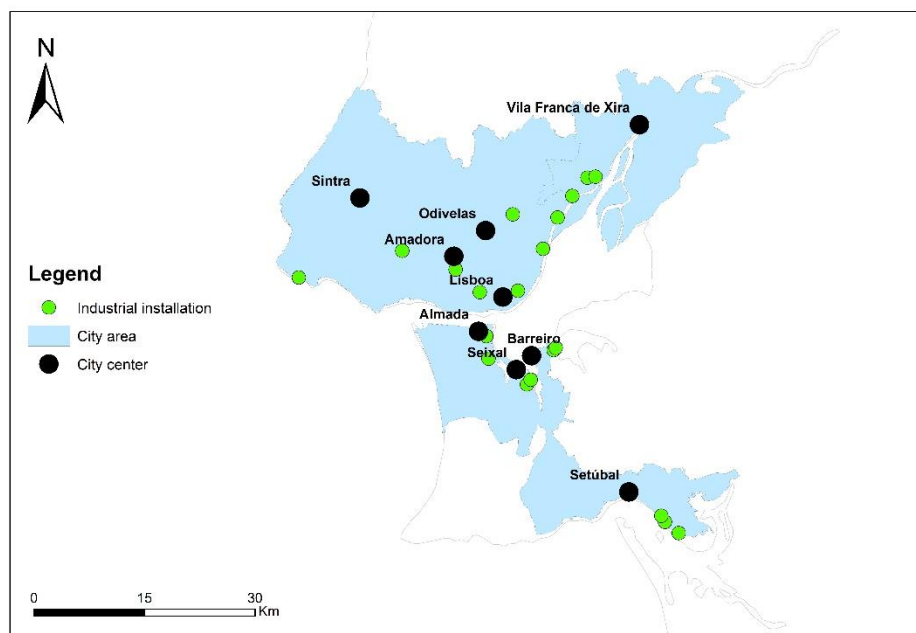 N
Vila Franca de Xira
Sintra
Odivelas
Amadora
Lisboa
Legend
Industrial installation
City area
City center
Almada
Barreiro
Seixal
Setúbal
0 15 30
Km